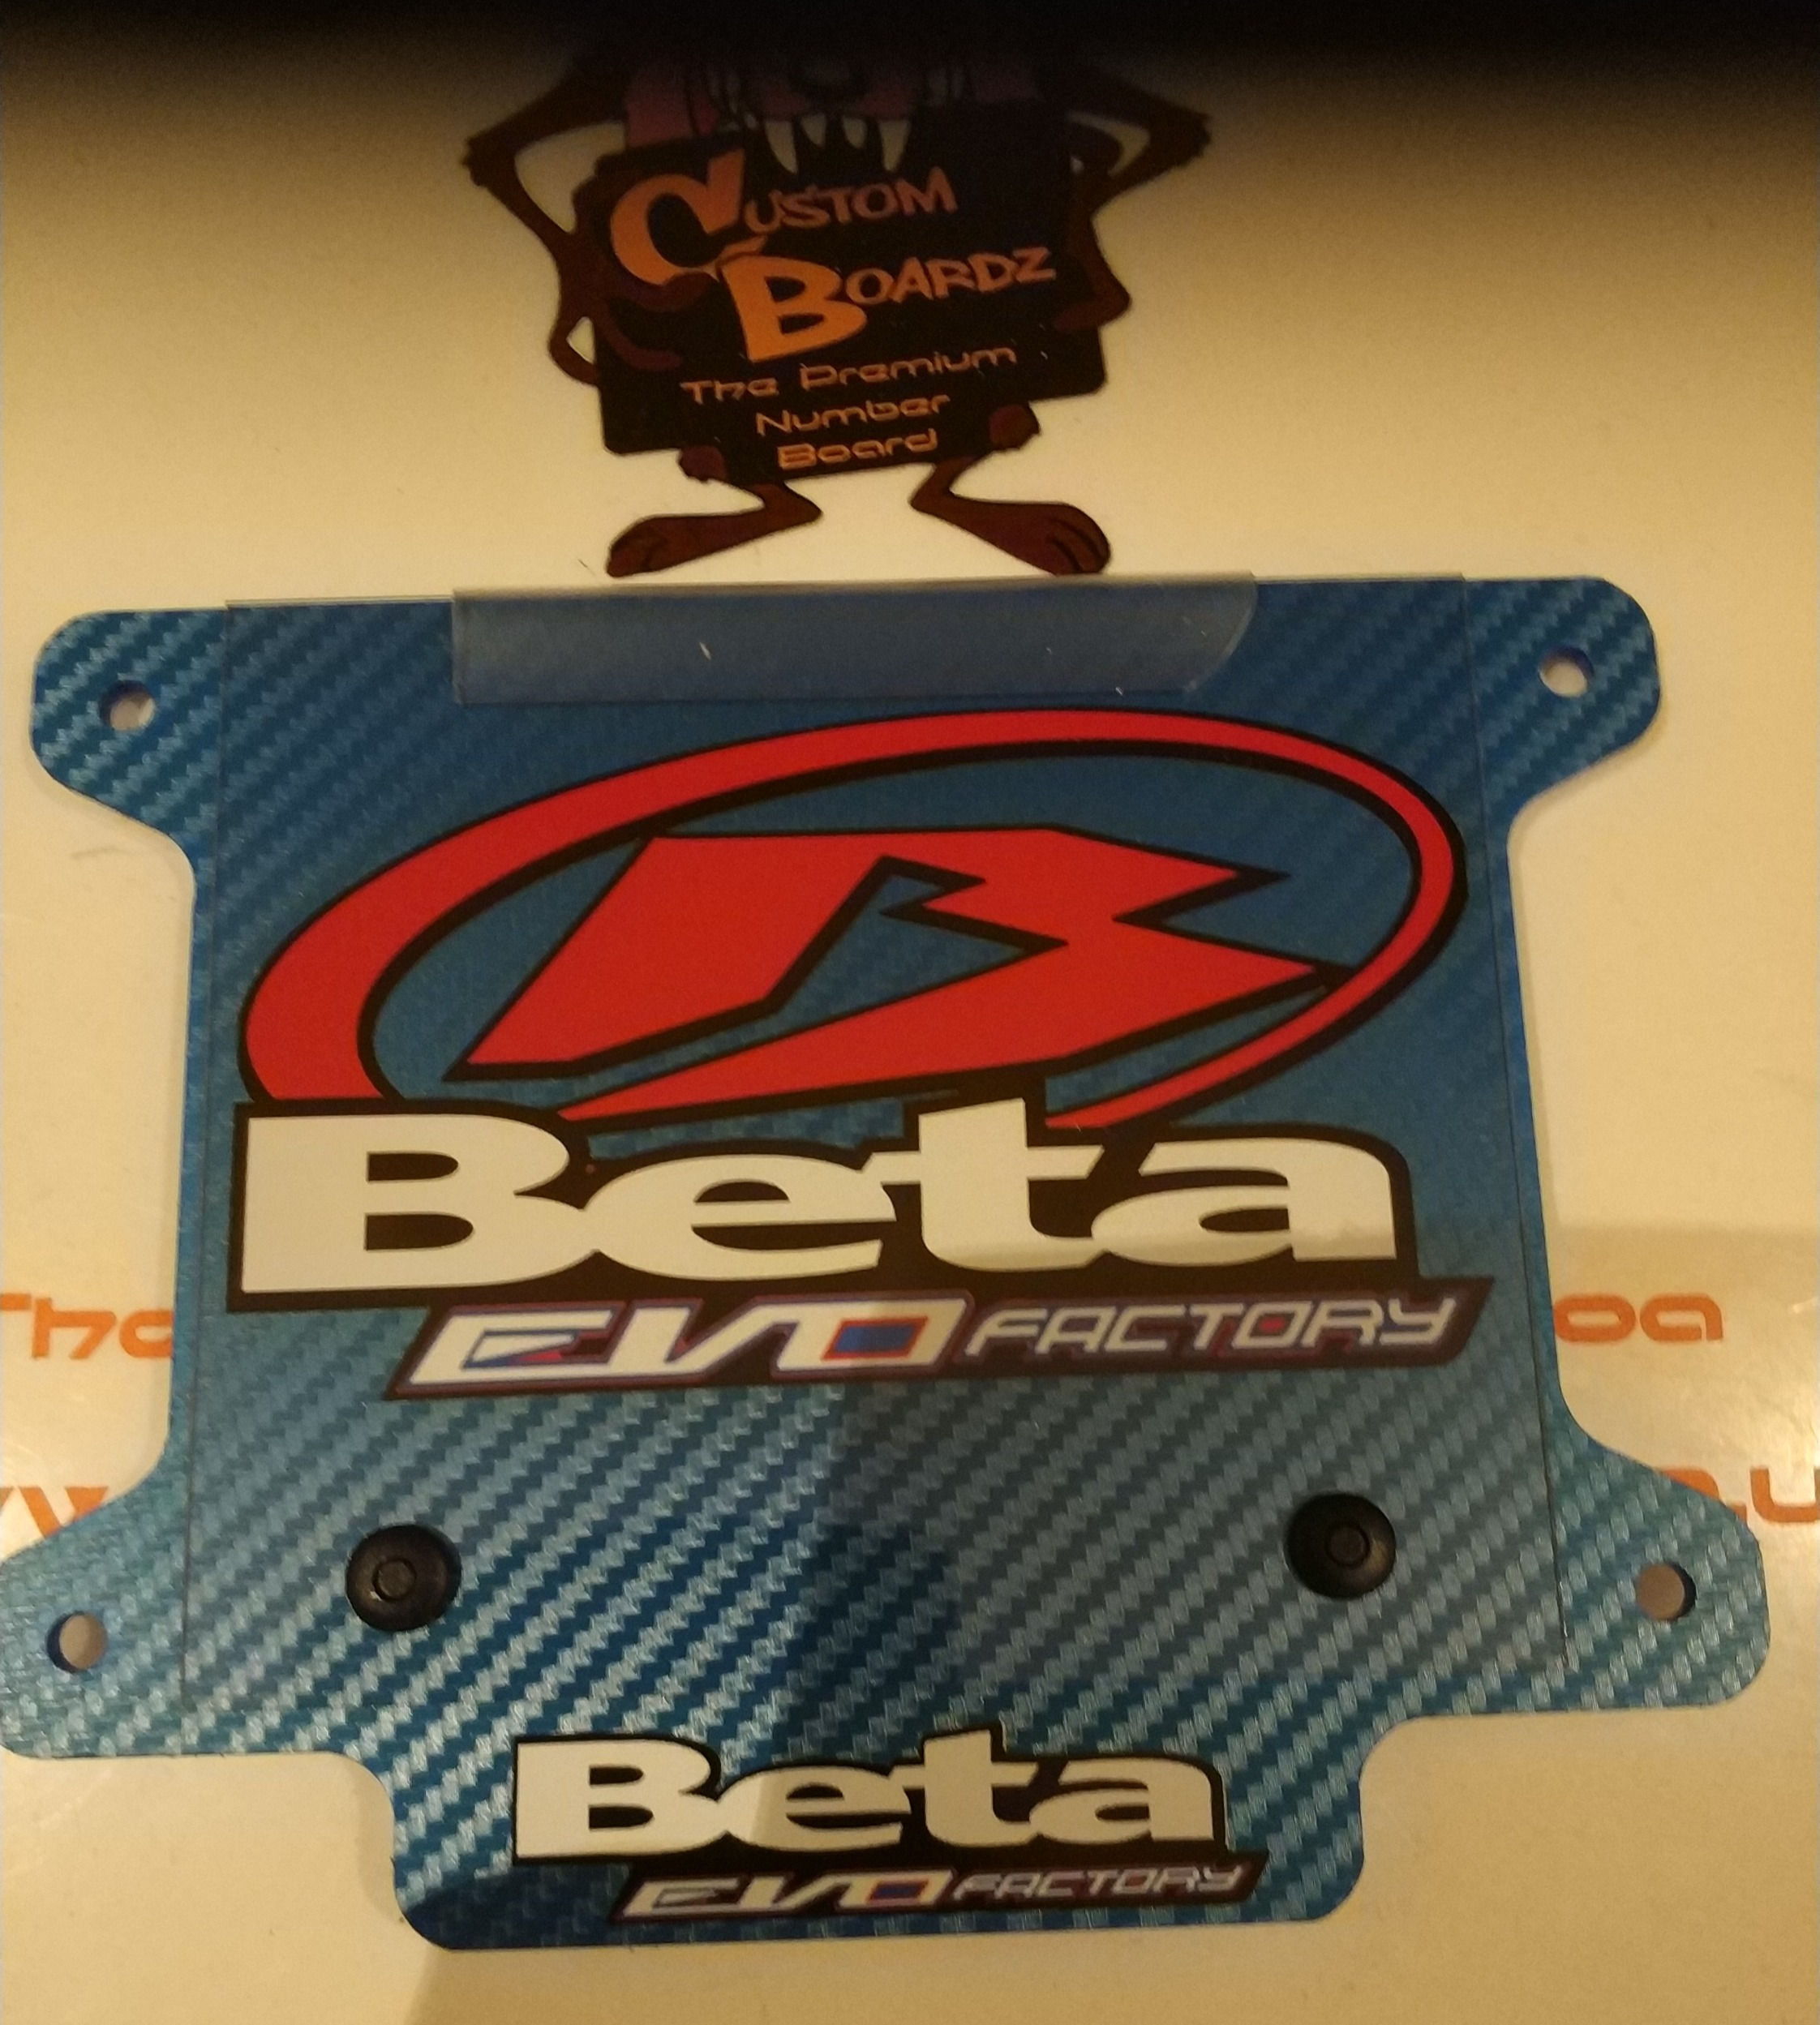 Custom
Boardz
The Premium
Number
Board
B
Beta
EVO FACTORY
Beta
EVO FACTORY